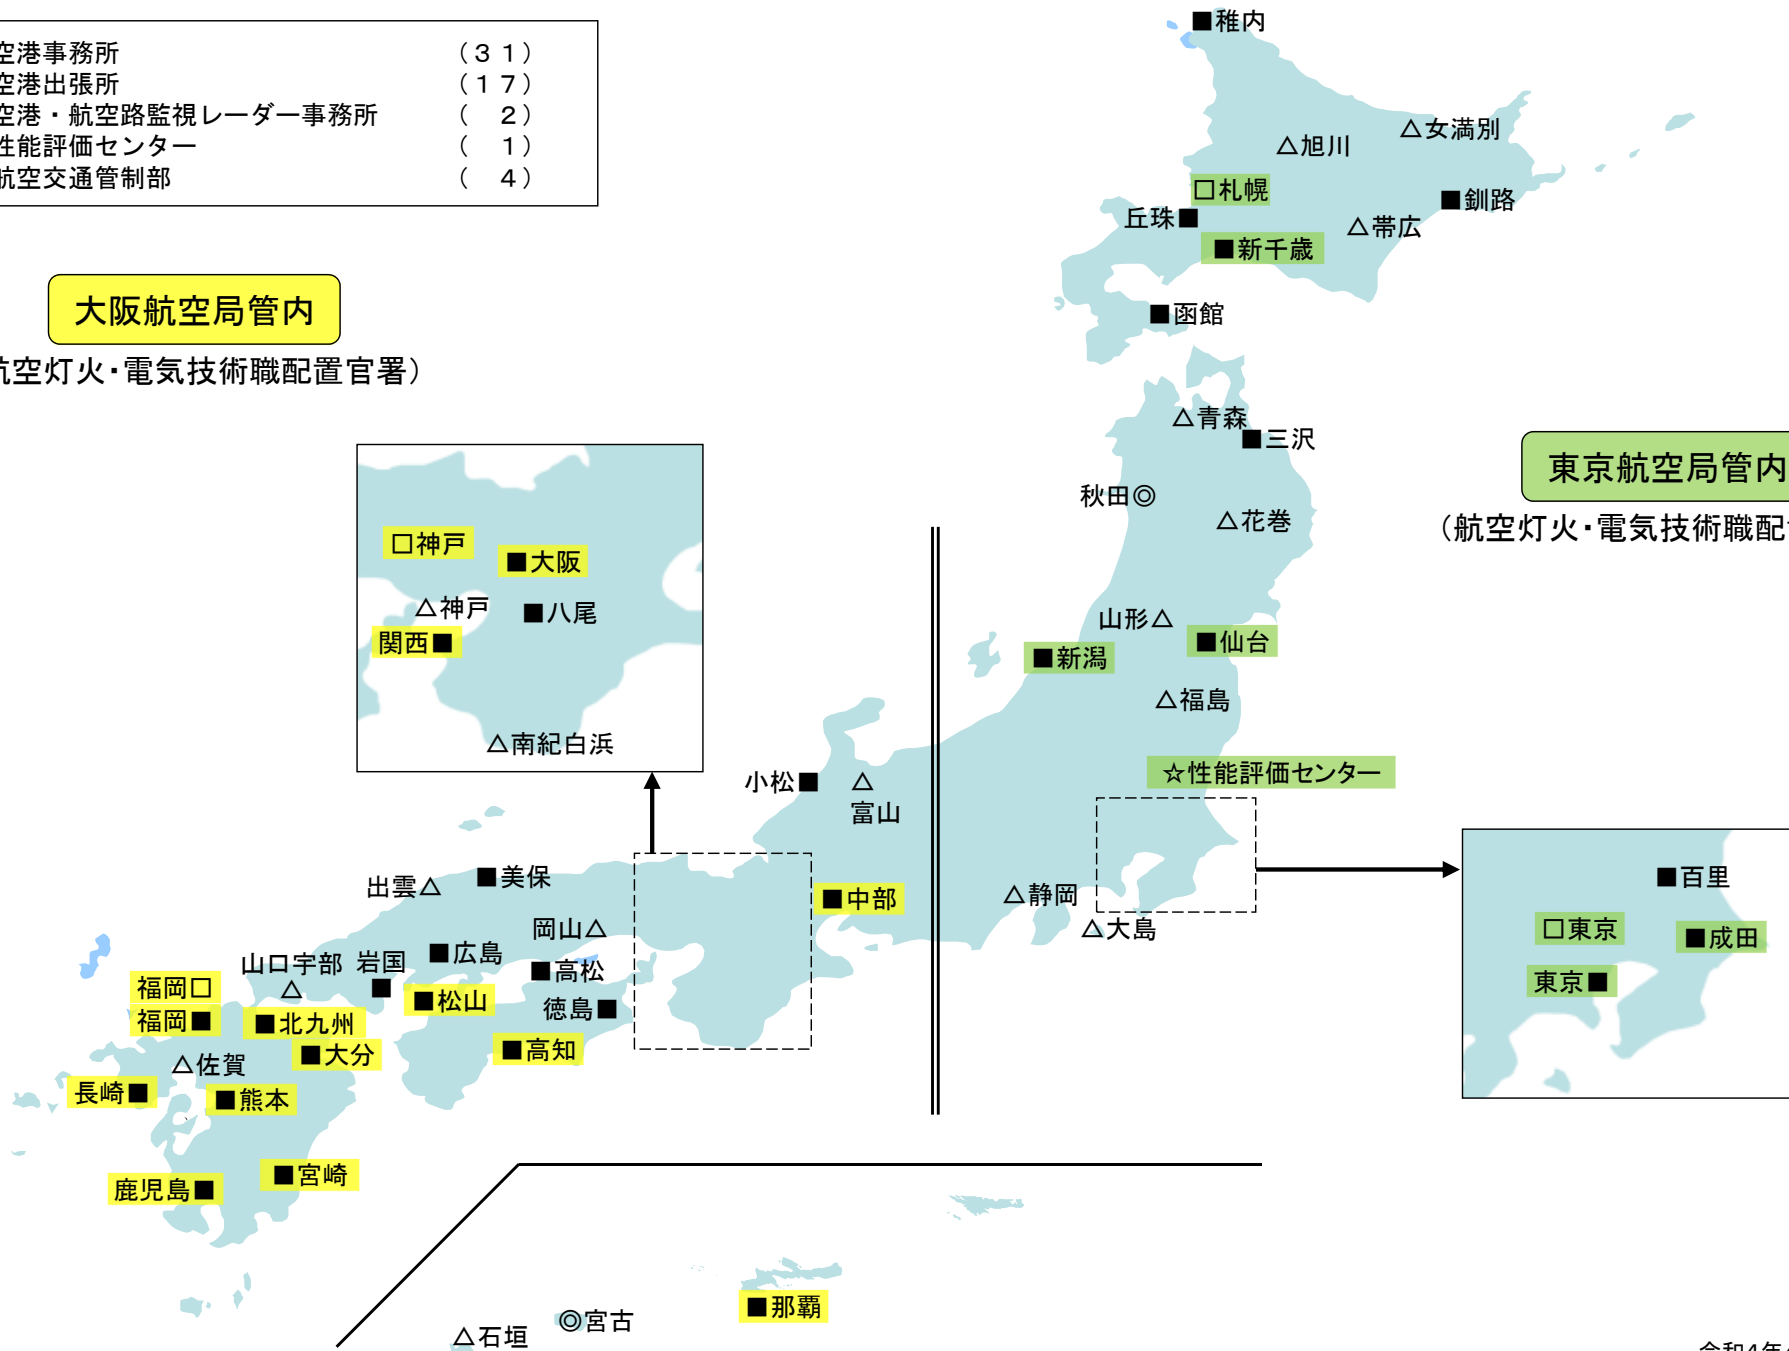 空港事務所 （３１）
空港出張所 （１７）
空港・航空路監視レーダー事務所 （　２）
性能評価センター （　１）
航空交通管制部 （　４）
大阪航空局管内
航空灯火・電気技術職配置官署）
■稚内
△女満別
△旭川
□札幌
■釧路
丘珠■
△帯広
■新千歳
■函館
△青森
■三沢
秋田◎
△花巻
東京航空局管内
（航空灯火・電気技術職配
山形△
■仙台
■新潟
△福島
☆性能評価センター
□神戸
■大阪
△神戸
■八尾
関西■
△南紀白浜
小松■
△
富山
出雲△
■美保
■中部
△静岡
△大島
岡山△
■広島
■高松
山口宇部
△
岩国
■
福岡□
福岡■
■北九州
■松山
徳島■
■高知
■大分
△佐賀
長崎■
■熊本
■宮崎
鹿児島■
■百里
□東京
■成田
東京■
■那覇
◎宮古
△石垣
令和4年